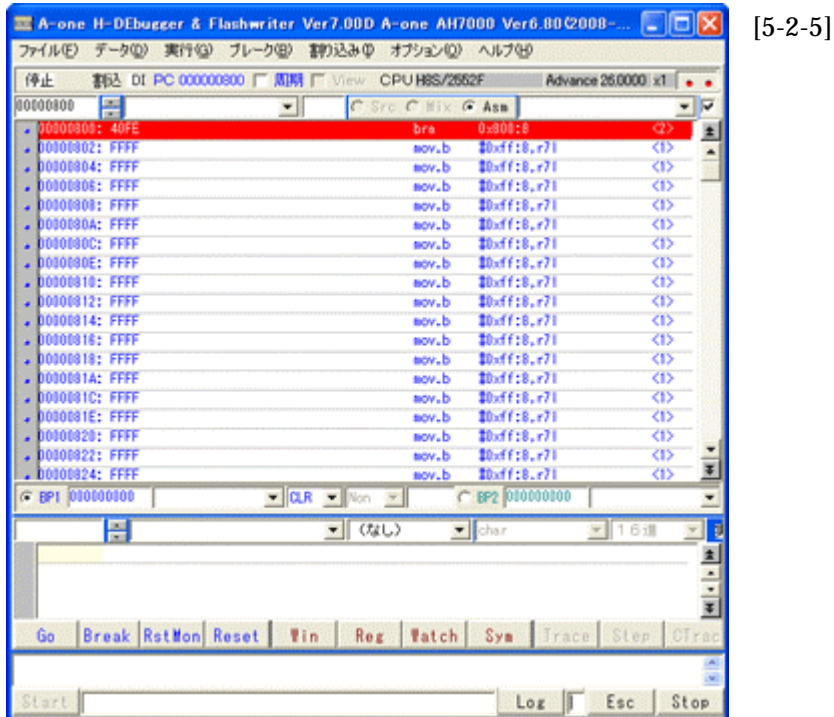 A-one H-DEbugger & Flashwriter Ver7.00D A-one AH7000 Ver6.80(2008-...
[5-2-5]
ファイル(F) データ(D) 実行(G) ブレーク(B) 割り込み(I) オプション(O) ヘルプ(H)
停止 割込 DI PC 000000800 周期 View CPU H8S/2552F Advance 26.0000 x1
00000800 Src Mix Asm
00000800: 40FE bra 0x800:8 <2>
00000802: FFFF mov.b #0xff:8,r7l <1>
00000804: FFFF mov.b #0xff:8,r7l <1>
00000806: FFFF mov.b #0xff:8,r7l <1>
00000808: FFFF mov.b #0xff:8,r7l <1>
0000080A: FFFF mov.b #0xff:8,r7l <1>
0000080C: FFFF mov.b #0xff:8,r7l <1>
0000080E: FFFF mov.b #0xff:8,r7l <1>
00000810: FFFF mov.b #0xff:8,r7l <1>
00000812: FFFF mov.b #0xff:8,r7l <1>
00000814: FFFF mov.b #0xff:8,r7l <1>
00000816: FFFF mov.b #0xff:8,r7l <1>
00000818: FFFF mov.b #0xff:8,r7l <1>
0000081A: FFFF mov.b #0xff:8,r7l <1>
0000081C: FFFF mov.b #0xff:8,r7l <1>
0000081E: FFFF mov.b #0xff:8,r7l <1>
00000820: FFFF mov.b #0xff:8,r7l <1>
00000822: FFFF mov.b #0xff:8,r7l <1>
00000824: FFFF mov.b #0xff:8,r7l <1>
BP1 000000000 CLR Non BP2 000000000
(なし) char 16進
Go Break RstMon Reset Win Reg Watch Sym Trace Step CTrac
Start Log Esc Stop